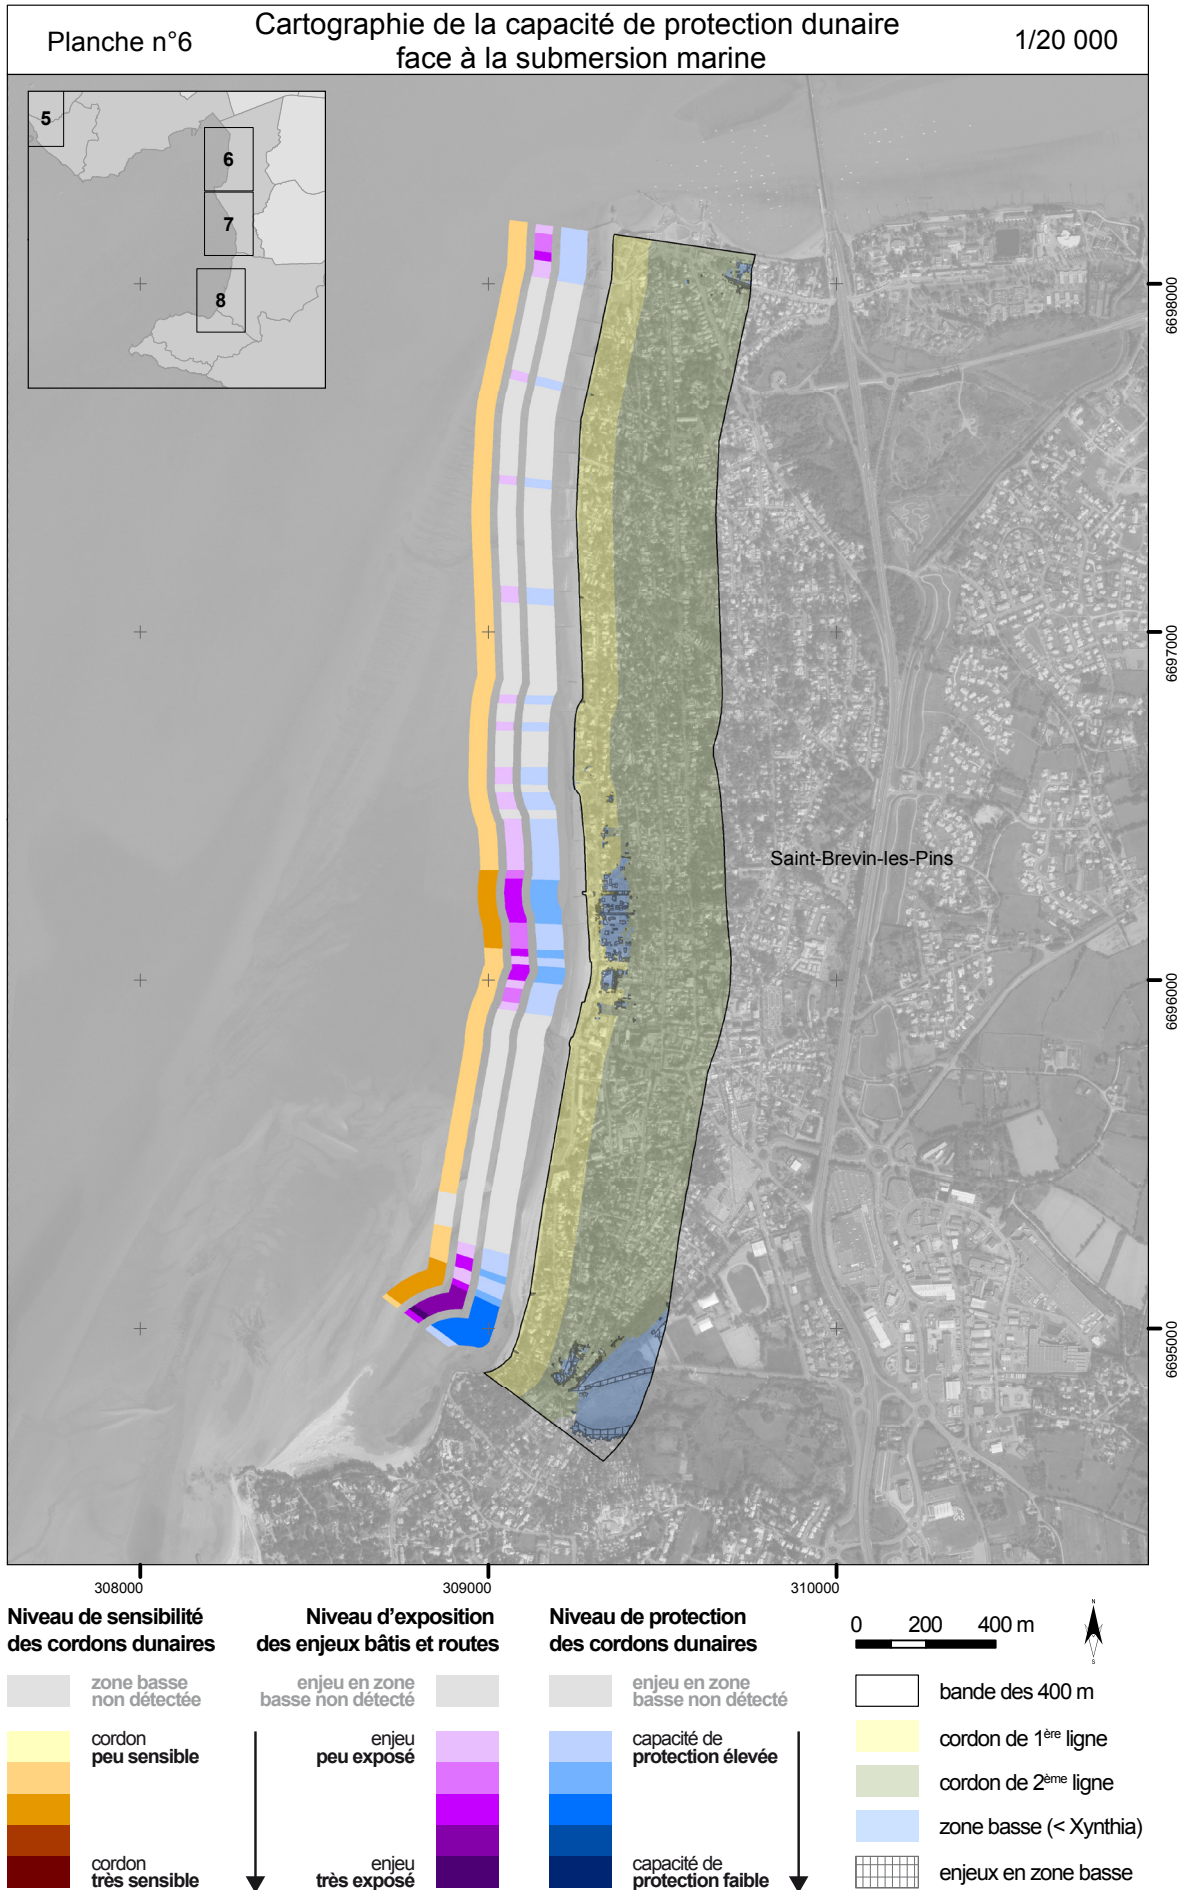 Planche n°6
Cartographie de la capacité de protection dunaire
face à la submersion marine
1/20 000
5
6
7
8
6698000
6697000
Saint-Brevin-les-Pins
6696000
6695000
308000
309000
310000
Niveau de sensibilité
des cordons dunaires
zone basse
non détectée
cordon
peu sensible
cordon
très sensible
Niveau d'exposition
des enjeux bâtis et routes
enjeu en zone
basse non détecté
enjeu
peu exposé
enjeu
très exposé
Niveau de protection
des cordons dunaires
enjeu en zone
basse non détecté
capacité de
protection élevée
capacité de
protection faible
0 200 400 m
N
S
bande des 400 m
cordon de 1ère ligne
cordon de 2ème ligne
zone basse (< Xynthia)
enjeux en zone basse